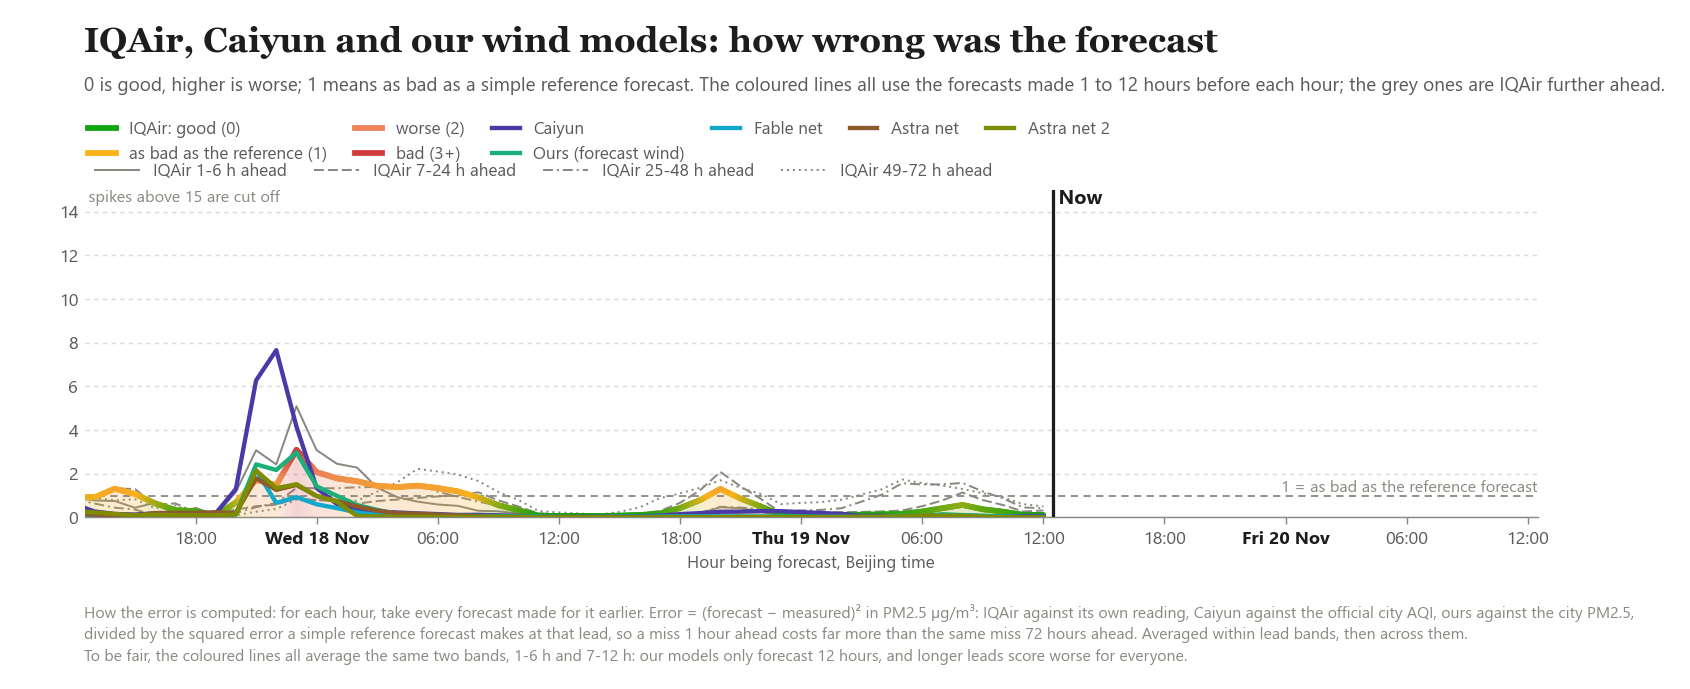 IQAir, Caiyun and our wind models: how wrong was the forecast
0 is good, higher is worse; 1 means as bad as a simple reference forecast. The coloured lines all use the forecasts made 1 to 12 hours before each hour; the grey ones are IQAir further ahead.
IQAir: good (0) worse (2) Caiyun Fable net Astra net Astra net 2
as bad as the reference (1) bad (3+) Ours (forecast wind)
IQAir 1-6 h ahead IQAir 7-24 h ahead IQAir 25-48 h ahead IQAir 49-72 h ahead
spikes above 15 are cut off
Now
14
12
10
8
6
4
2
1 = as bad as the reference forecast
0
18:00 Wed 18 Nov 06:00 12:00 18:00 Thu 19 Nov 06:00 12:00 18:00 Fri 20 Nov 06:00 12:00
Hour being forecast, Beijing time
How the error is computed: for each hour, take every forecast made for it earlier. Error = (forecast − measured)² in PM2.5 µg/m³: IQAir against its own reading, Caiyun against the official city AQI, ours against the city PM2.5,
divided by the squared error a simple reference forecast makes at that lead, so a miss 1 hour ahead costs far more than the same miss 72 hours ahead. Averaged within lead bands, then across them.
To be fair, the coloured lines all average the same two bands, 1-6 h and 7-12 h: our models only forecast 12 hours, and longer leads score worse for everyone.